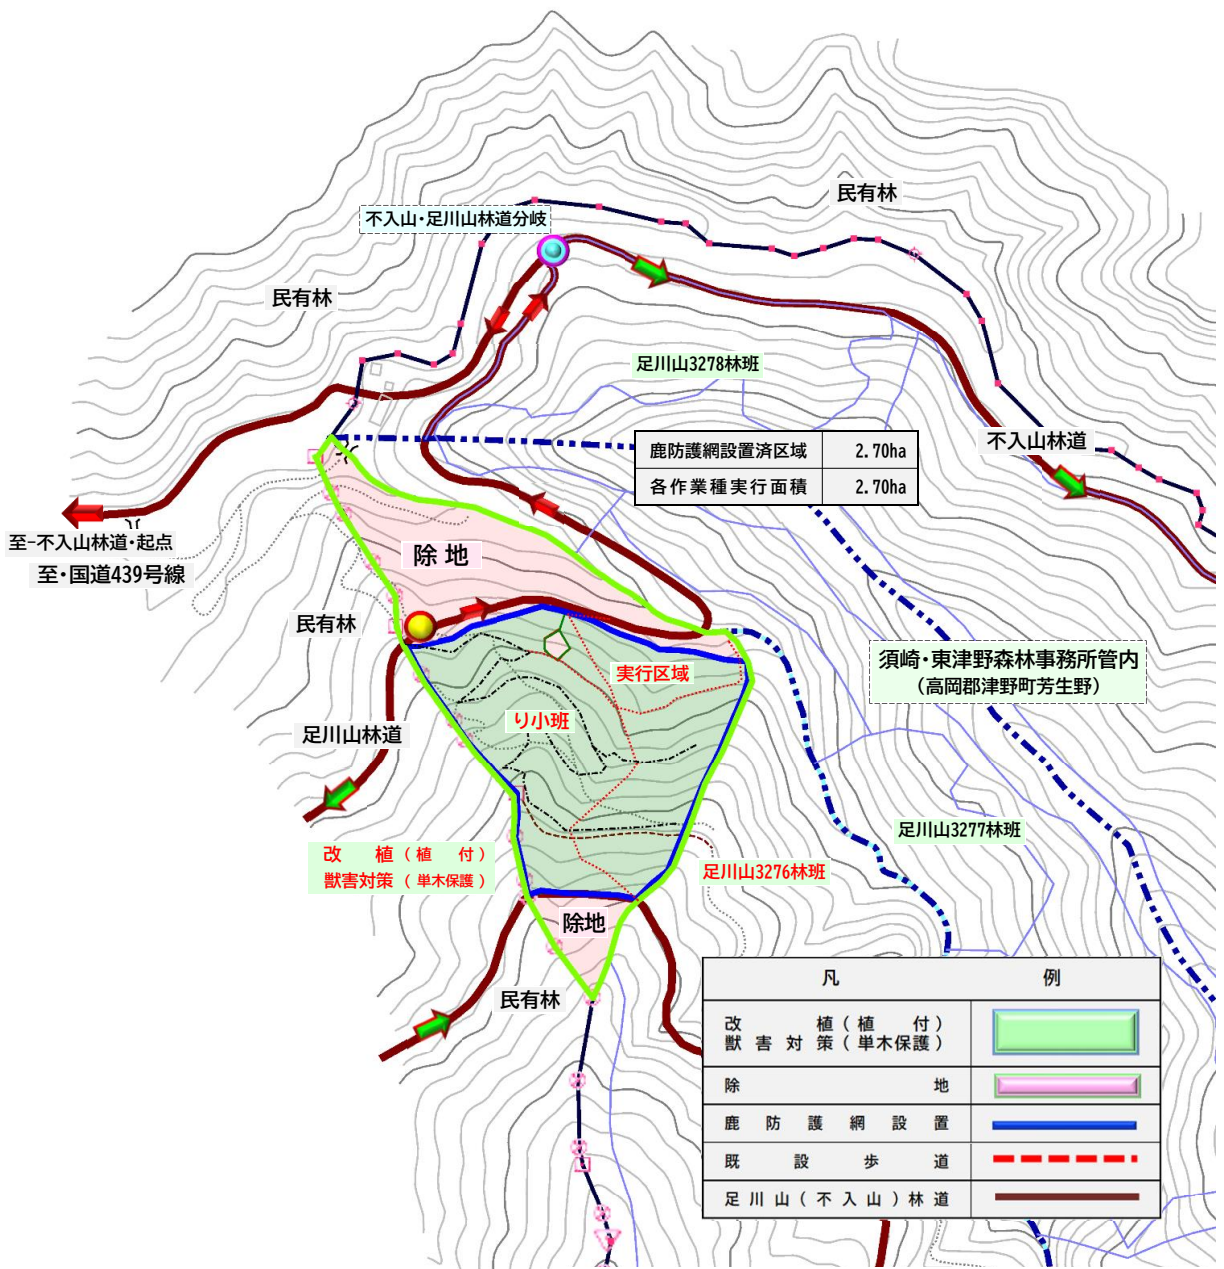 民有林
不入山・足川山林道分岐
民有林
足川山3278林班
不入山林道
鹿防護網設置済区域 2.70ha
各作業種実行面積 2.70ha
至-不入山林道・起点
至・国道439号線
除 地
民有林
須崎・東津野森林事務所管内
(高岡郡津野町芳生野)
実行区域
り小班
足川山林道
足川山3277林班
改 植(植 付)
獣害対策(単木保護)
足川山3276林班
除地
民有林
凡 例
改 植(植 付)
獣 害 対 策(単木保護)
除 地
鹿 防 護 網 設 置
既 設 歩 道
足 川 山 ( 不 入 山 ) 林 道